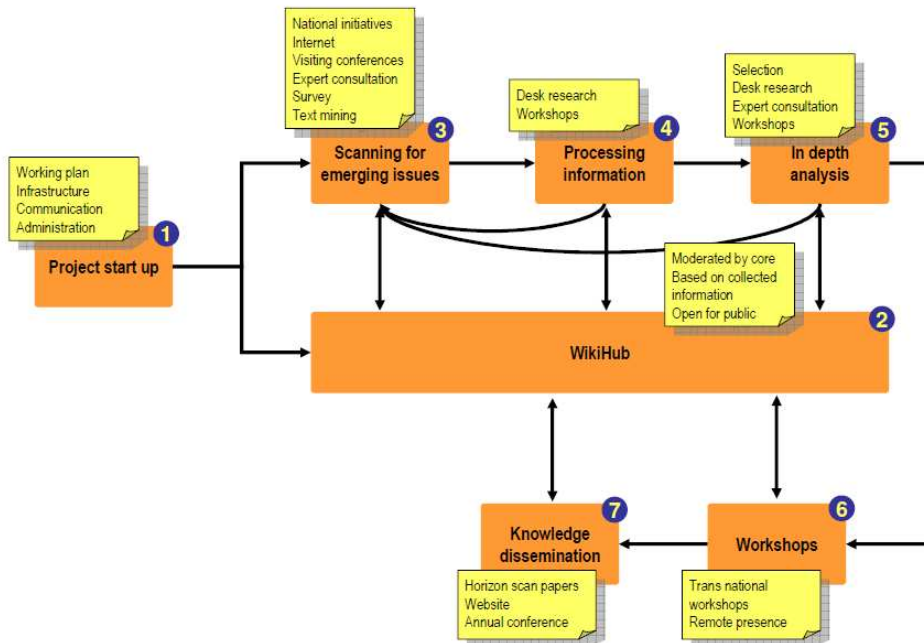 National initiatives
Internet
Visiting conferences
Expert consultation
Survey
Text mining
3
Scanning for
emerging issues
Desk research
Workshops
4
Processing
information
Selection
Desk research
Expert consultation
Workshops
5
In depth
analysis
Working plan
Infrastructure
Communication
Administration
1
Project start up
Moderated by core
Based on collected
information
Open for public
2
WikiHub
7
Knowledge
dissemination
Horizon scan papers
Website
Annual conference
6
Workshops
Trans national
workshops
Remote presence